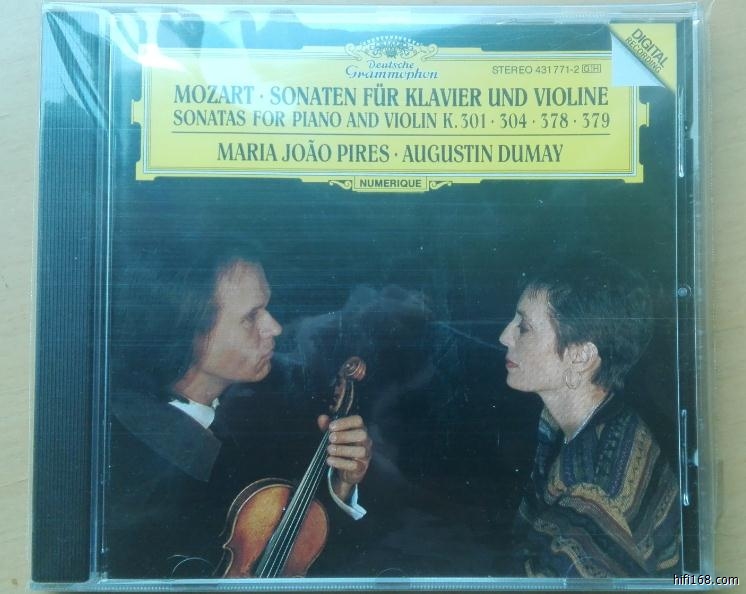 DIGITAL
RECORDING
Deutsche
Grammophon
STEREO 431 771-2 GH
MOZART · SONATEN FÜR KLAVIER UND VIOLINE
SONATAS FOR PIANO AND VIOLIN K. 301 · 304 · 378 · 379
MARIA JOÃO PIRES · AUGUSTIN DUMAY
NUMERIQUE
hifi168.com